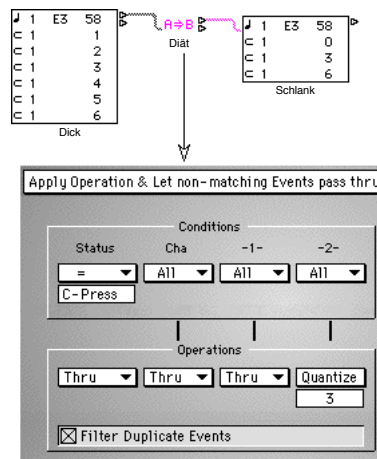 ♩ 1 E3 58
⊂ 1 1
⊂ 1 2
⊂ 1 3
⊂ 1 4
⊂ 1 5
⊂ 1 6
Dick
A⇒B
Diät
♩ 1 E3 58
⊂ 1 0
⊂ 1 3
⊂ 1 6
Schlank
Apply Operation & Let non-matching Events pass thru
Conditions
Status Cha -1- -2-
= All All All
C-Press
Operations
Thru Thru Thru Quantize
3
Filter Duplicate Events